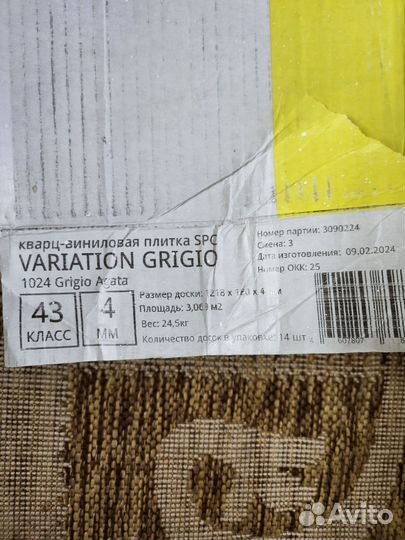 кварц-виниловая плитка SPC
VARIATION GRIGIO
1024 Grigio Agata
43
КЛАСС
4
ММ
Размер доски: 1218 x 180 x 4 мм
Площадь: 3,069 м2
Вес: 24,5кг
Количество досок в упаковке: 14 шт
Номер партии: 3090224
Смена: 3
Дата изготовления: 09.02.2024
Номер ОКК: 25
4 607807
Avito